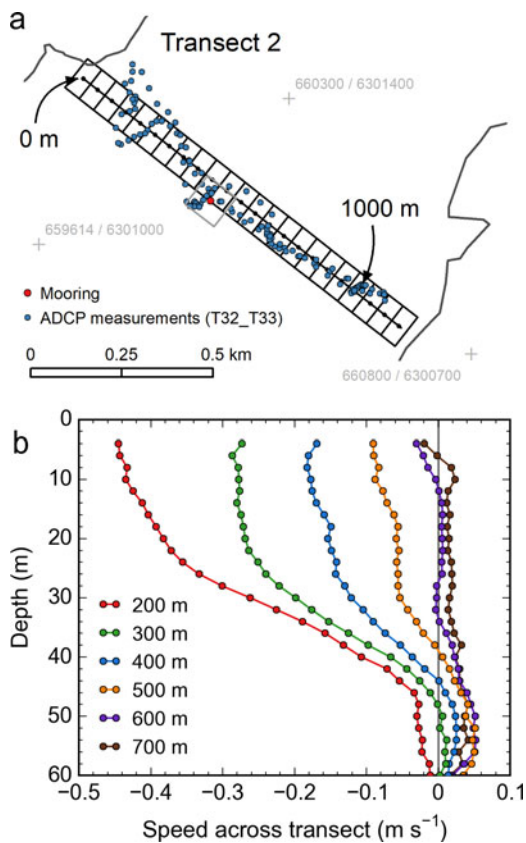 a
Transect 2
660300 / 6301400
0 m
1000 m
659614 / 6301000
Mooring
ADCP measurements (T32_T33)
0 0.25 0.5 km
660800 / 6300700
b
0
10
20
30
40
50
60
Depth (m)
200 m
300 m
400 m
500 m
600 m
700 m
−0.5 −0.4 −0.3 −0.2 −0.1 0 0.1
Speed across transect (m s⁻¹)